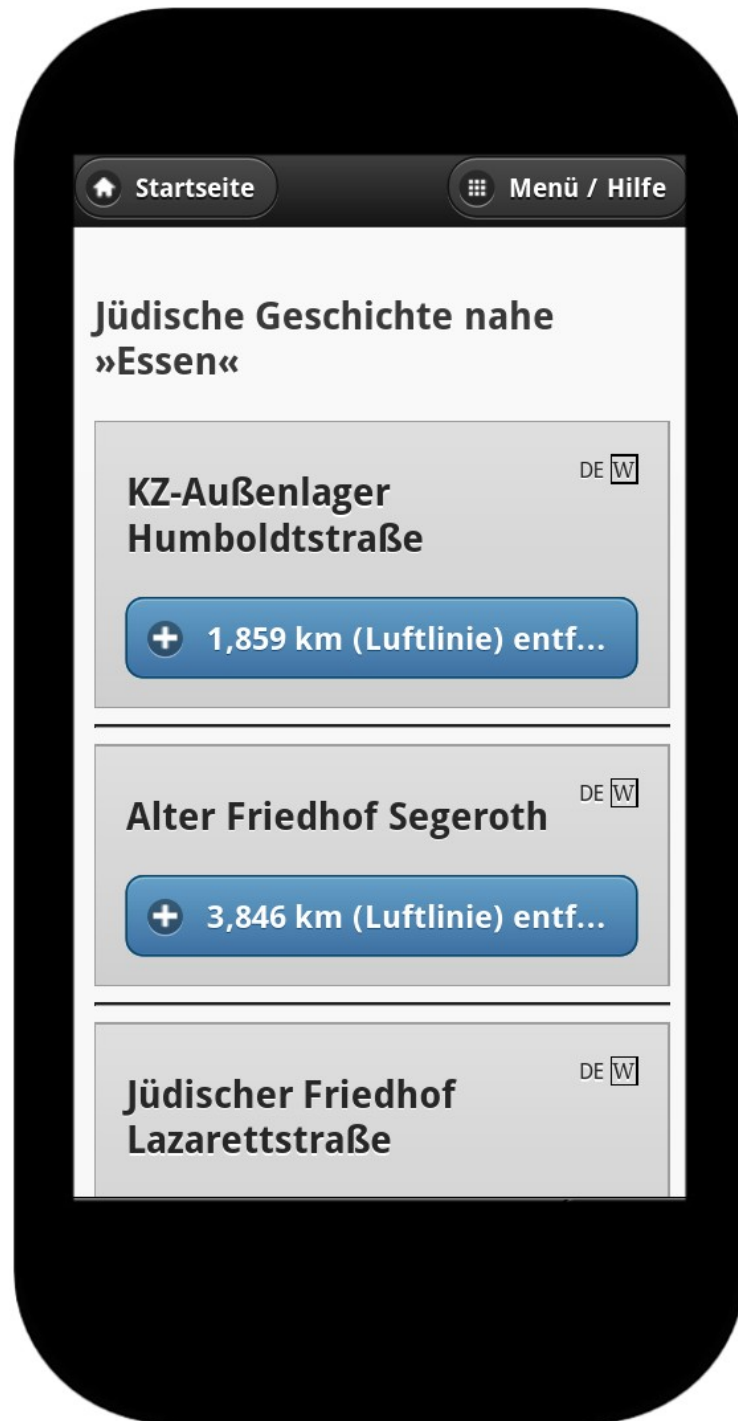 Startseite
Menü / Hilfe
Jüdische Geschichte nahe
»Essen«
DE W
KZ-Außenlager
Humboldtstraße
1,859 km (Luftlinie) entf...
DE W
Alter Friedhof Segeroth
3,846 km (Luftlinie) entf...
DE W
Jüdischer Friedhof
Lazarettstraße